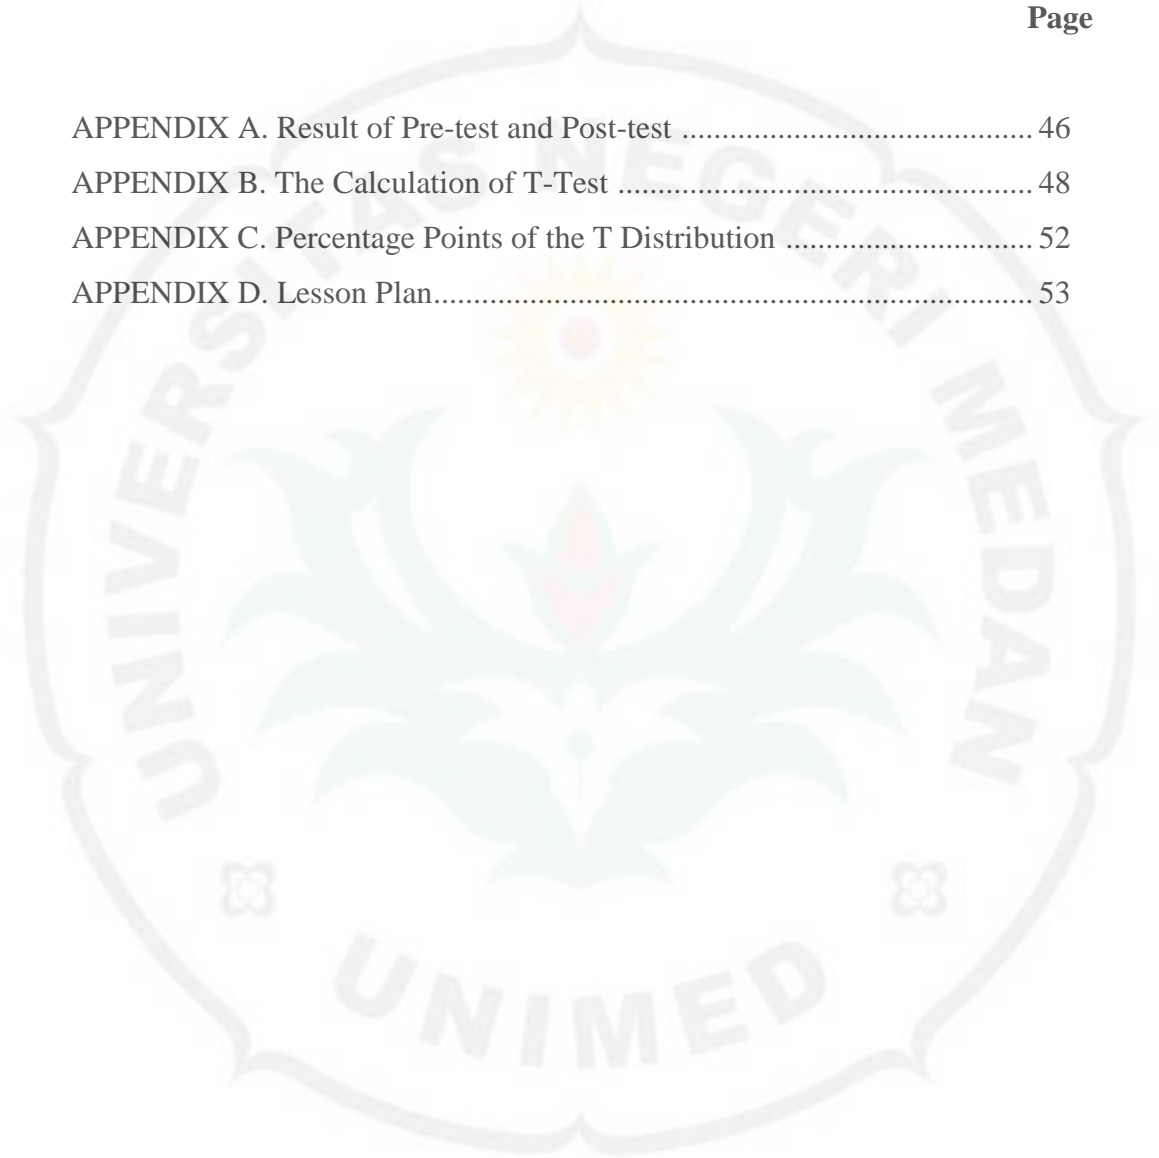 Page
APPENDIX A. Result of Pre-test and Post-test ............................................ 46
APPENDIX B. The Calculation of T-Test .................................................... 48
APPENDIX C. Percentage Points of the T Distribution ............................... 52
APPENDIX D. Lesson Plan........................................................................... 53
UNIVERSITAS NEGERI MEDAN
UNIMED